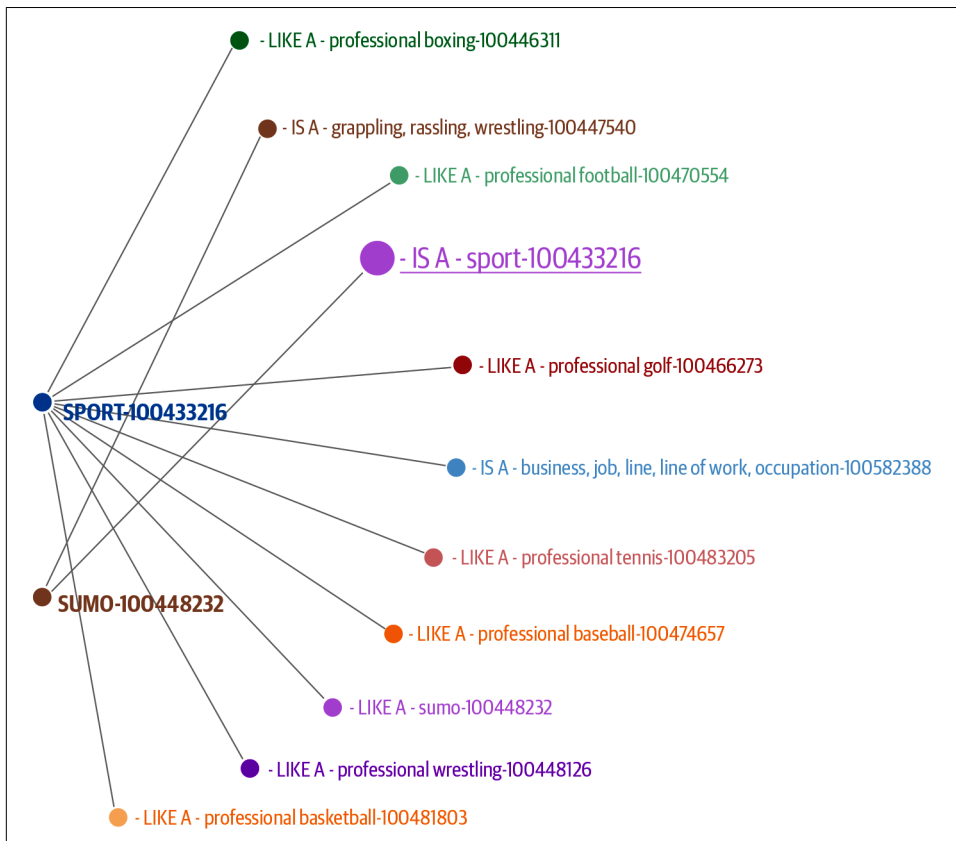 - LIKE A - professional boxing-100446311
- IS A - grappling, rassling, wrestling-100447540
- LIKE A - professional football-100470554
- IS A - sport-100433216
- LIKE A - professional golf-100466273
SPORT-100433216
- IS A - business, job, line, line of work, occupation-100582388
- LIKE A - professional tennis-100483205
SUMO-100448232
- LIKE A - professional baseball-100474657
- LIKE A - sumo-100448232
- LIKE A - professional wrestling-100448126
- LIKE A - professional basketball-100481803